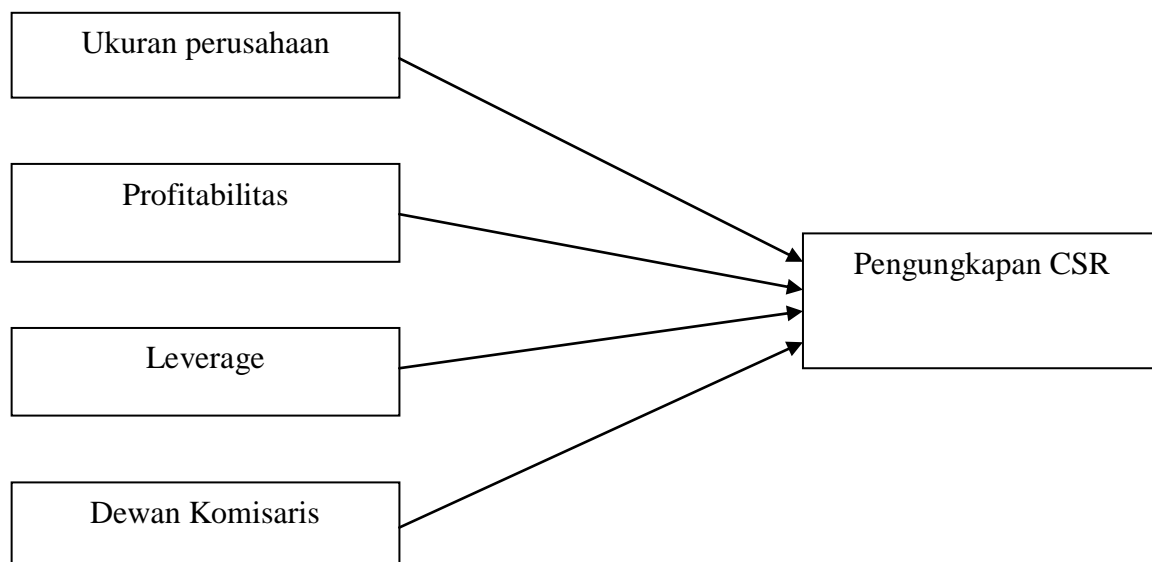 Ukuran perusahaan
Profitabilitas
Pengungkapan CSR
Leverage
Dewan Komisaris